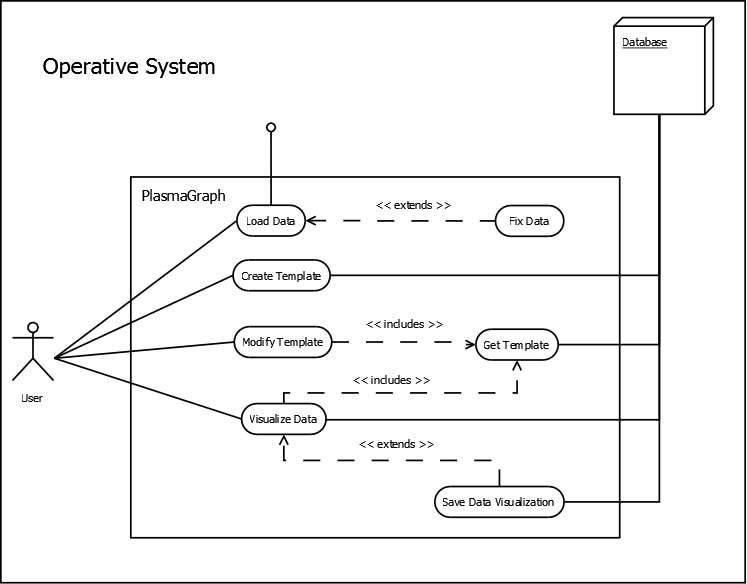 Database
Operative System
PlasmaGraph
<< extends >>
Load Data
Fix Data
Create Template
<< includes >>
Modify Template
Get Template
<< includes >>
User
Visualize Data
<< extends >>
Save Data Visualization